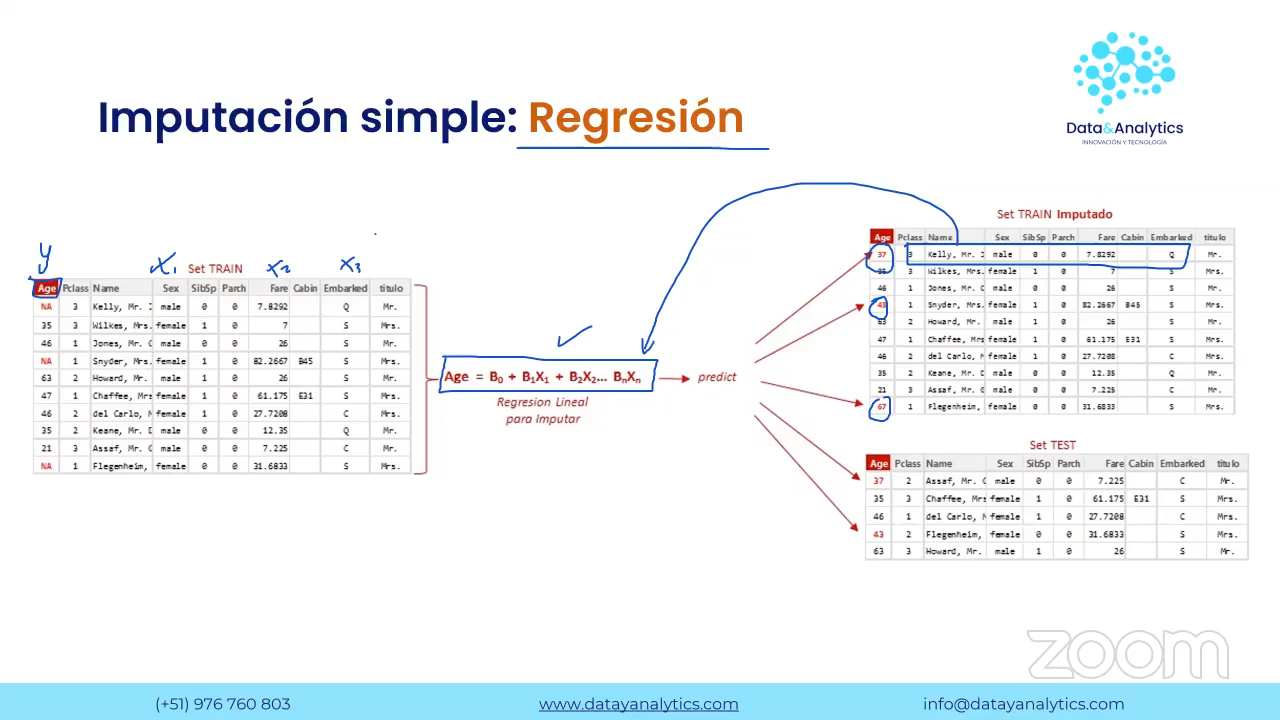 Imputación simple: Regresión
Data&Analytics
INNOVACIÓN Y TECNOLOGÍA
y
X1
X2
X3
Set TRAIN
Age Pclass Name Sex SibSp Parch Fare Cabin Embarked titulo
NA 3 Kelly, Mr. J male 0 0 7.8292 Q Mr.
35 3 Wilkes, Mrs. female 1 0 7 S Mrs.
46 1 Jones, Mr. C male 0 0 26 S Mr.
NA 1 Snyder, Mrs. female 1 0 82.2667 B45 S Mrs.
63 2 Howard, Mr. male 1 0 26 S Mr.
47 1 Chaffee, Mrs female 1 0 61.175 E31 S Mrs.
46 2 del Carlo, M female 1 0 27.7208 C Mrs.
35 2 Keane, Mr. D male 0 0 12.35 Q Mr.
21 3 Assaf, Mr. G male 0 0 7.225 C Mr.
NA 1 Flegenheim, female 0 0 31.6833 S Mrs.
Age = B0 + B1X1 + B2X2... BnXn
Regresion Lineal
para Imputar
predict
Set TRAIN Imputado
Age Pclass Name Sex SibSp Parch Fare Cabin Embarked titulo
37 3 Kelly, Mr. J male 0 0 7.8292 Q Mr.
35 3 Wilkes, Mrs. female 1 0 7 S Mrs.
46 1 Jones, Mr. C male 0 0 26 S Mr.
43 1 Snyder, Mrs. female 1 0 82.2667 B45 S Mrs.
63 2 Howard, Mr. male 1 0 26 S Mr.
47 1 Chaffee, Mrs female 1 0 61.175 E31 S Mrs.
46 2 del Carlo, M female 1 0 27.7208 C Mrs.
35 2 Keane, Mr. D male 0 0 12.35 Q Mr.
21 3 Assaf, Mr. G male 0 0 7.225 C Mr.
67 1 Flegenheim, female 0 0 31.6833 S Mrs.
Set TEST
Age Pclass Name Sex SibSp Parch Fare Cabin Embarked titulo
37 2 Assaf, Mr. G male 0 0 7.225 C Mr.
35 3 Chaffee, Mrs female 1 0 61.175 E31 S Mrs.
46 1 del Carlo, M female 1 0 27.7208 C Mrs.
43 2 Flegenheim, female 0 0 31.6833 S Mrs.
63 3 Howard, Mr. male 1 0 26 S Mr.
zoom
(+51) 976 760 803
www.datayanalytics.com
info@datayanalytics.com